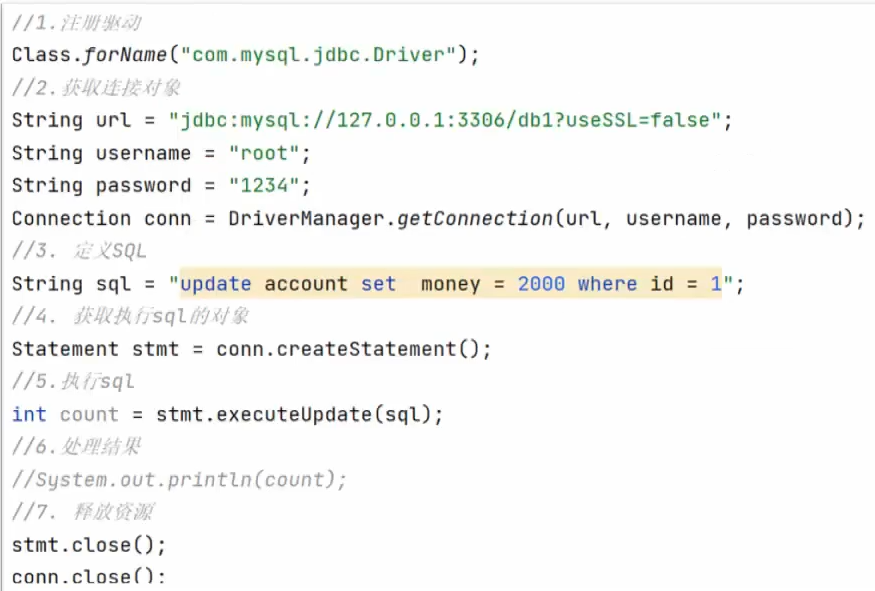 //1.注册驱动
Class.forName("com.mysql.jdbc.Driver");
//2.获取连接对象
String url = "jdbc:mysql://127.0.0.1:3306/db1?useSSL=false";
String username = "root";
String password = "1234";
Connection conn = DriverManager.getConnection(url, username, password);
//3. 定义SQL
String sql = "update account set  money = 2000 where id = 1";
//4. 获取执行sql的对象
Statement stmt = conn.createStatement();
//5.执行sql
int count = stmt.executeUpdate(sql);
//6.处理结果
//System.out.println(count);
//7. 释放资源
stmt.close();
conn.close();